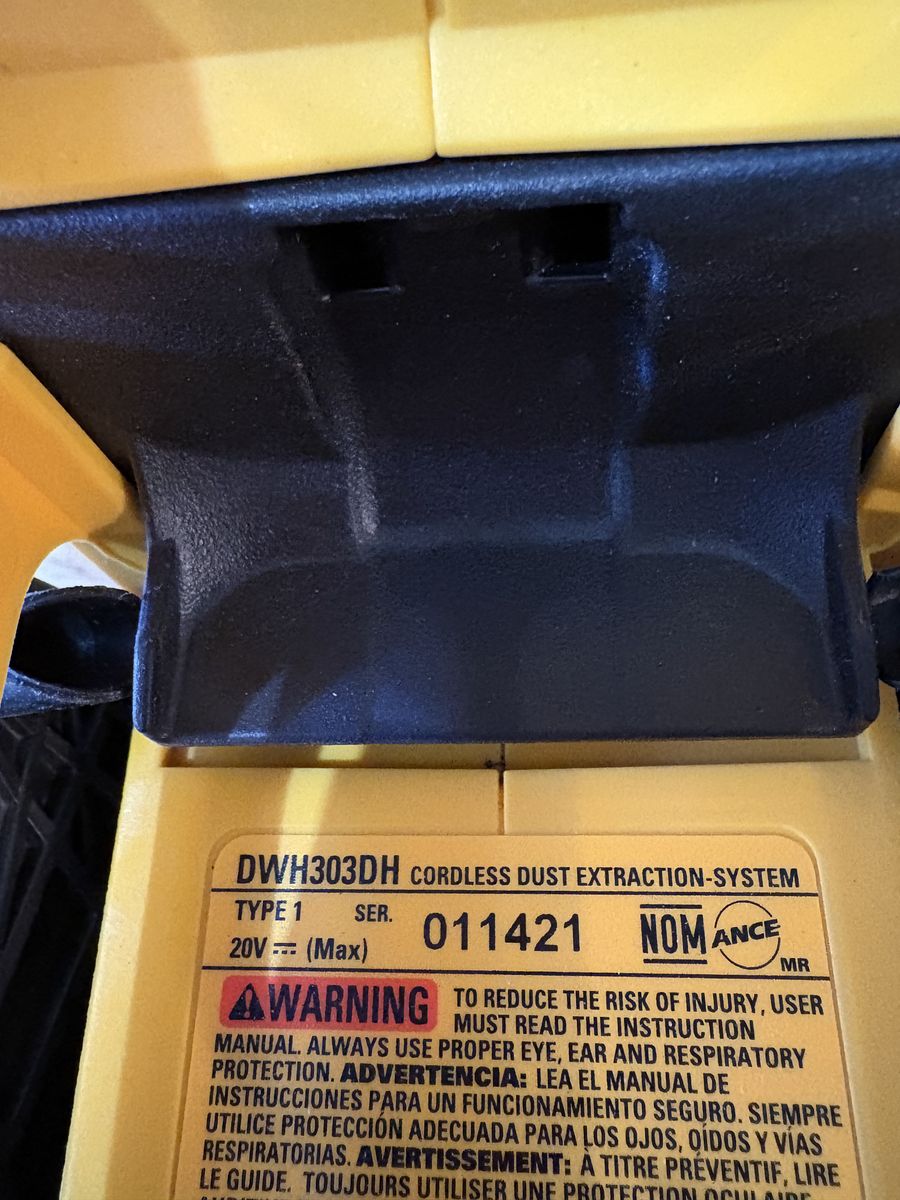 DWH303DH CORDLESS DUST EXTRACTION-SYSTEM
TYPE 1 SER. 011421 NOM ANCE MR
20V ⎓ (Max)
⚠WARNING TO REDUCE THE RISK OF INJURY, USER
MUST READ THE INSTRUCTION
MANUAL. ALWAYS USE PROPER EYE, EAR AND RESPIRATORY
PROTECTION. ADVERTENCIA: LEA EL MANUAL DE
INSTRUCCIONES PARA UN FUNCIONAMIENTO SEGURO. SIEMPRE
UTILICE PROTECCIÓN ADECUADA PARA LOS OJOS, OÍDOS Y VÍAS
RESPIRATORIAS. AVERTISSEMENT: À TITRE PRÉVENTIF, LIRE
LE GUIDE. TOUJOURS UTILISER UNE PROTECTION OCULAIRE